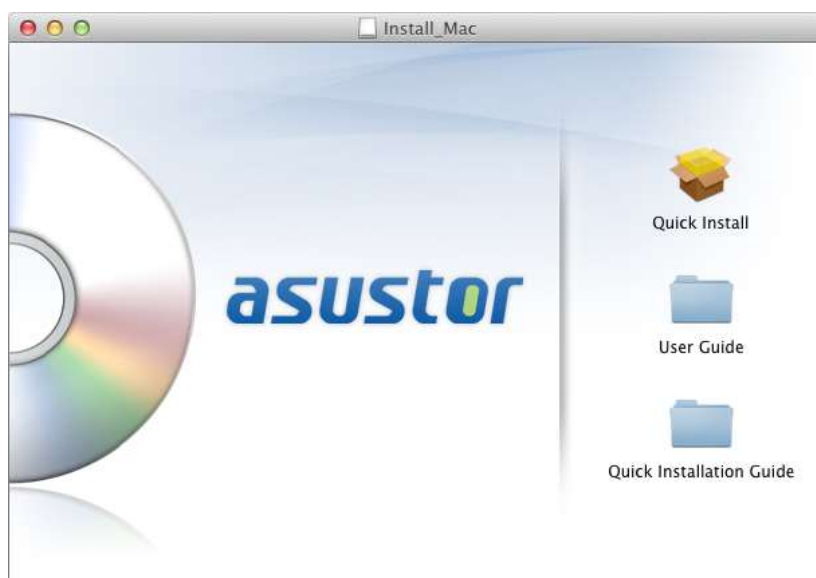 Install_Mac
asustor
Quick Install
User Guide
Quick Installation Guide